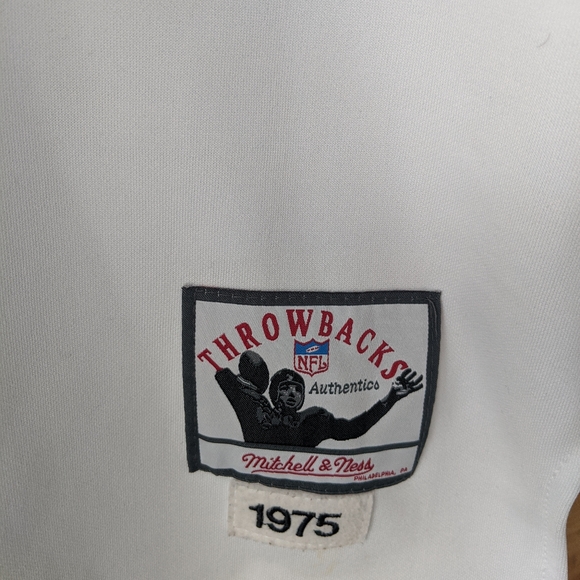 THROWBACKS
NFL
Authentics
Mitchell & Ness
PHILADELPHIA, PA
1975